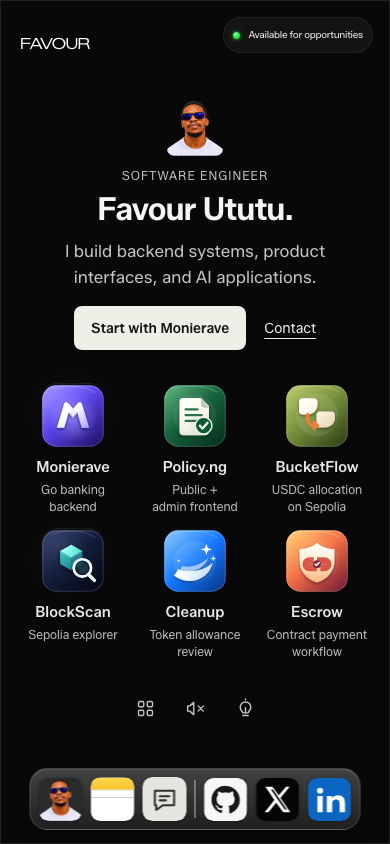 FAVOUR
Available for opportunities
SOFTWARE ENGINEER
Favour Ututu.
I build backend systems, product
interfaces, and AI applications.
Start with Monierave
Contact
Monierave
Policy.ng
BucketFlow
Go banking
backend
Public +
admin frontend
USDC allocation
on Sepolia
BlockScan
Cleanup
Escrow
Sepolia explorer
Token allowance
review
Contract payment
workflow